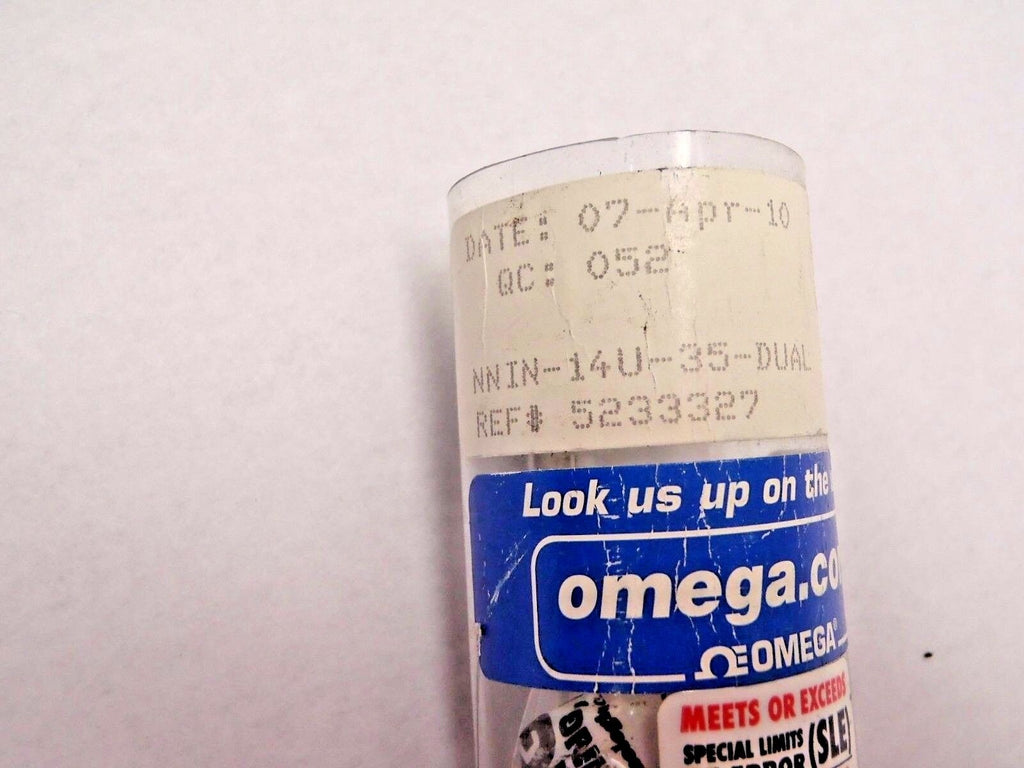 DATE: 07-Apr-10
QC: 052
NNIN-14U-35-DUAL
REF# 5233327
Look us up on the
omega.co
OMEGA®
MEETS OR EXCEEDS
SPECIAL LIMITS
ERROR (SLE)